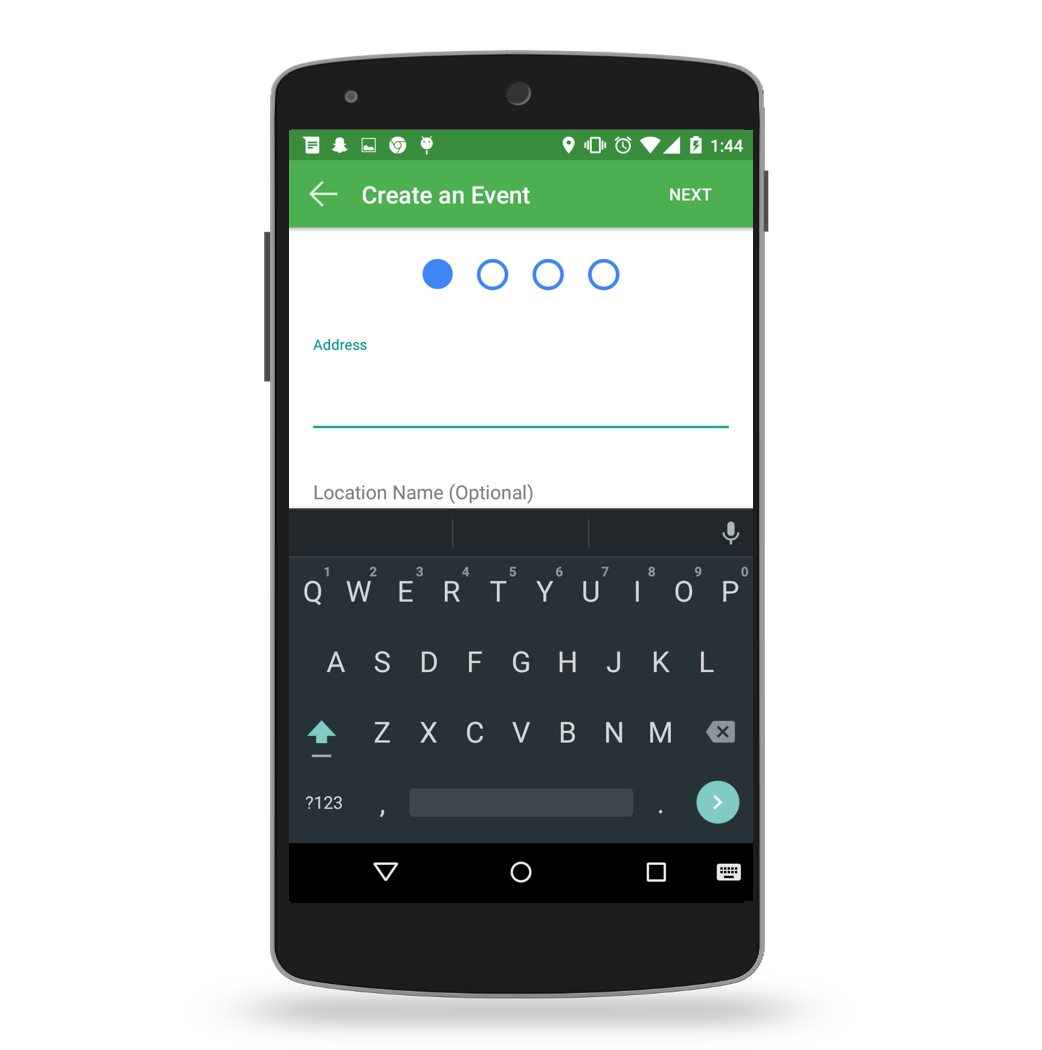 1:44
Create an Event NEXT
Address
Location Name (Optional)
1 2 3 4 5 6 7 8 9 0
Q W E R T Y U I O P
A S D F G H J K L
Z X C V B N M
?123 , .